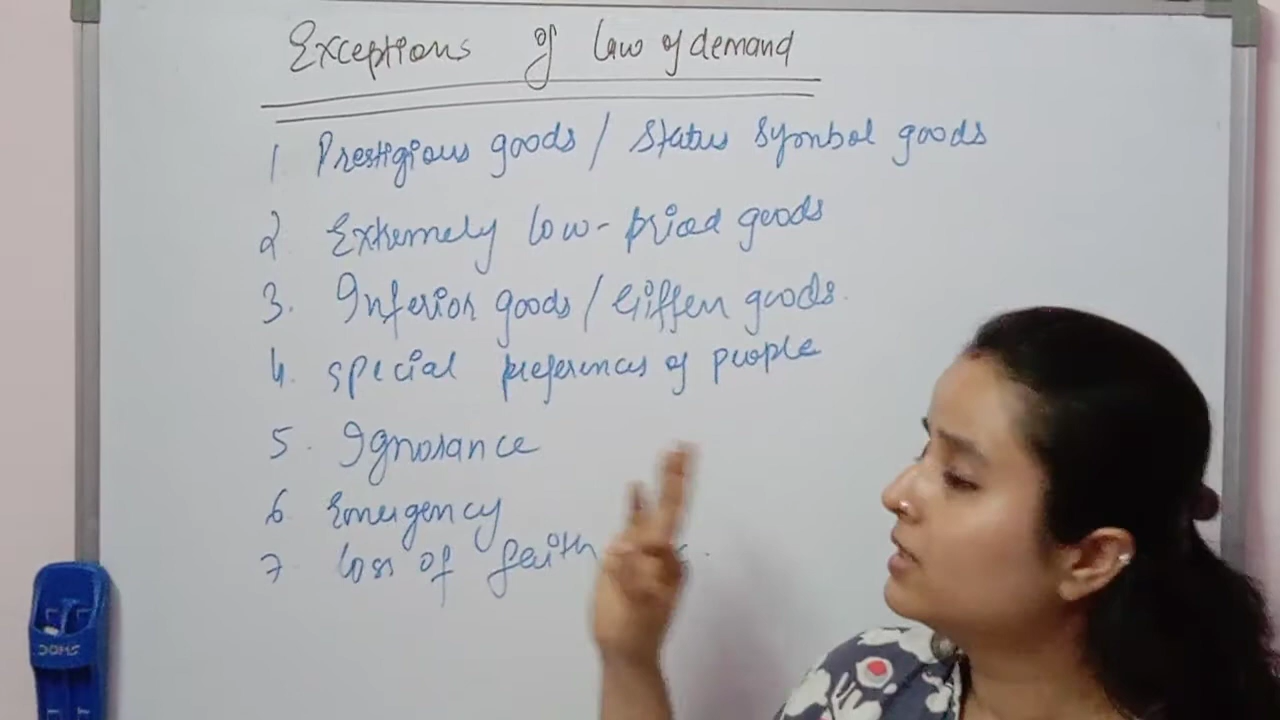 Exceptions of law of demand
1 Prestigious goods / Status Symbol goods
2. Extremely low-priced goods
3. Inferior goods / Giffen goods.
4. special preferences of people
5. Ignorance
6 Emergency
7. loss of faith
DOMS